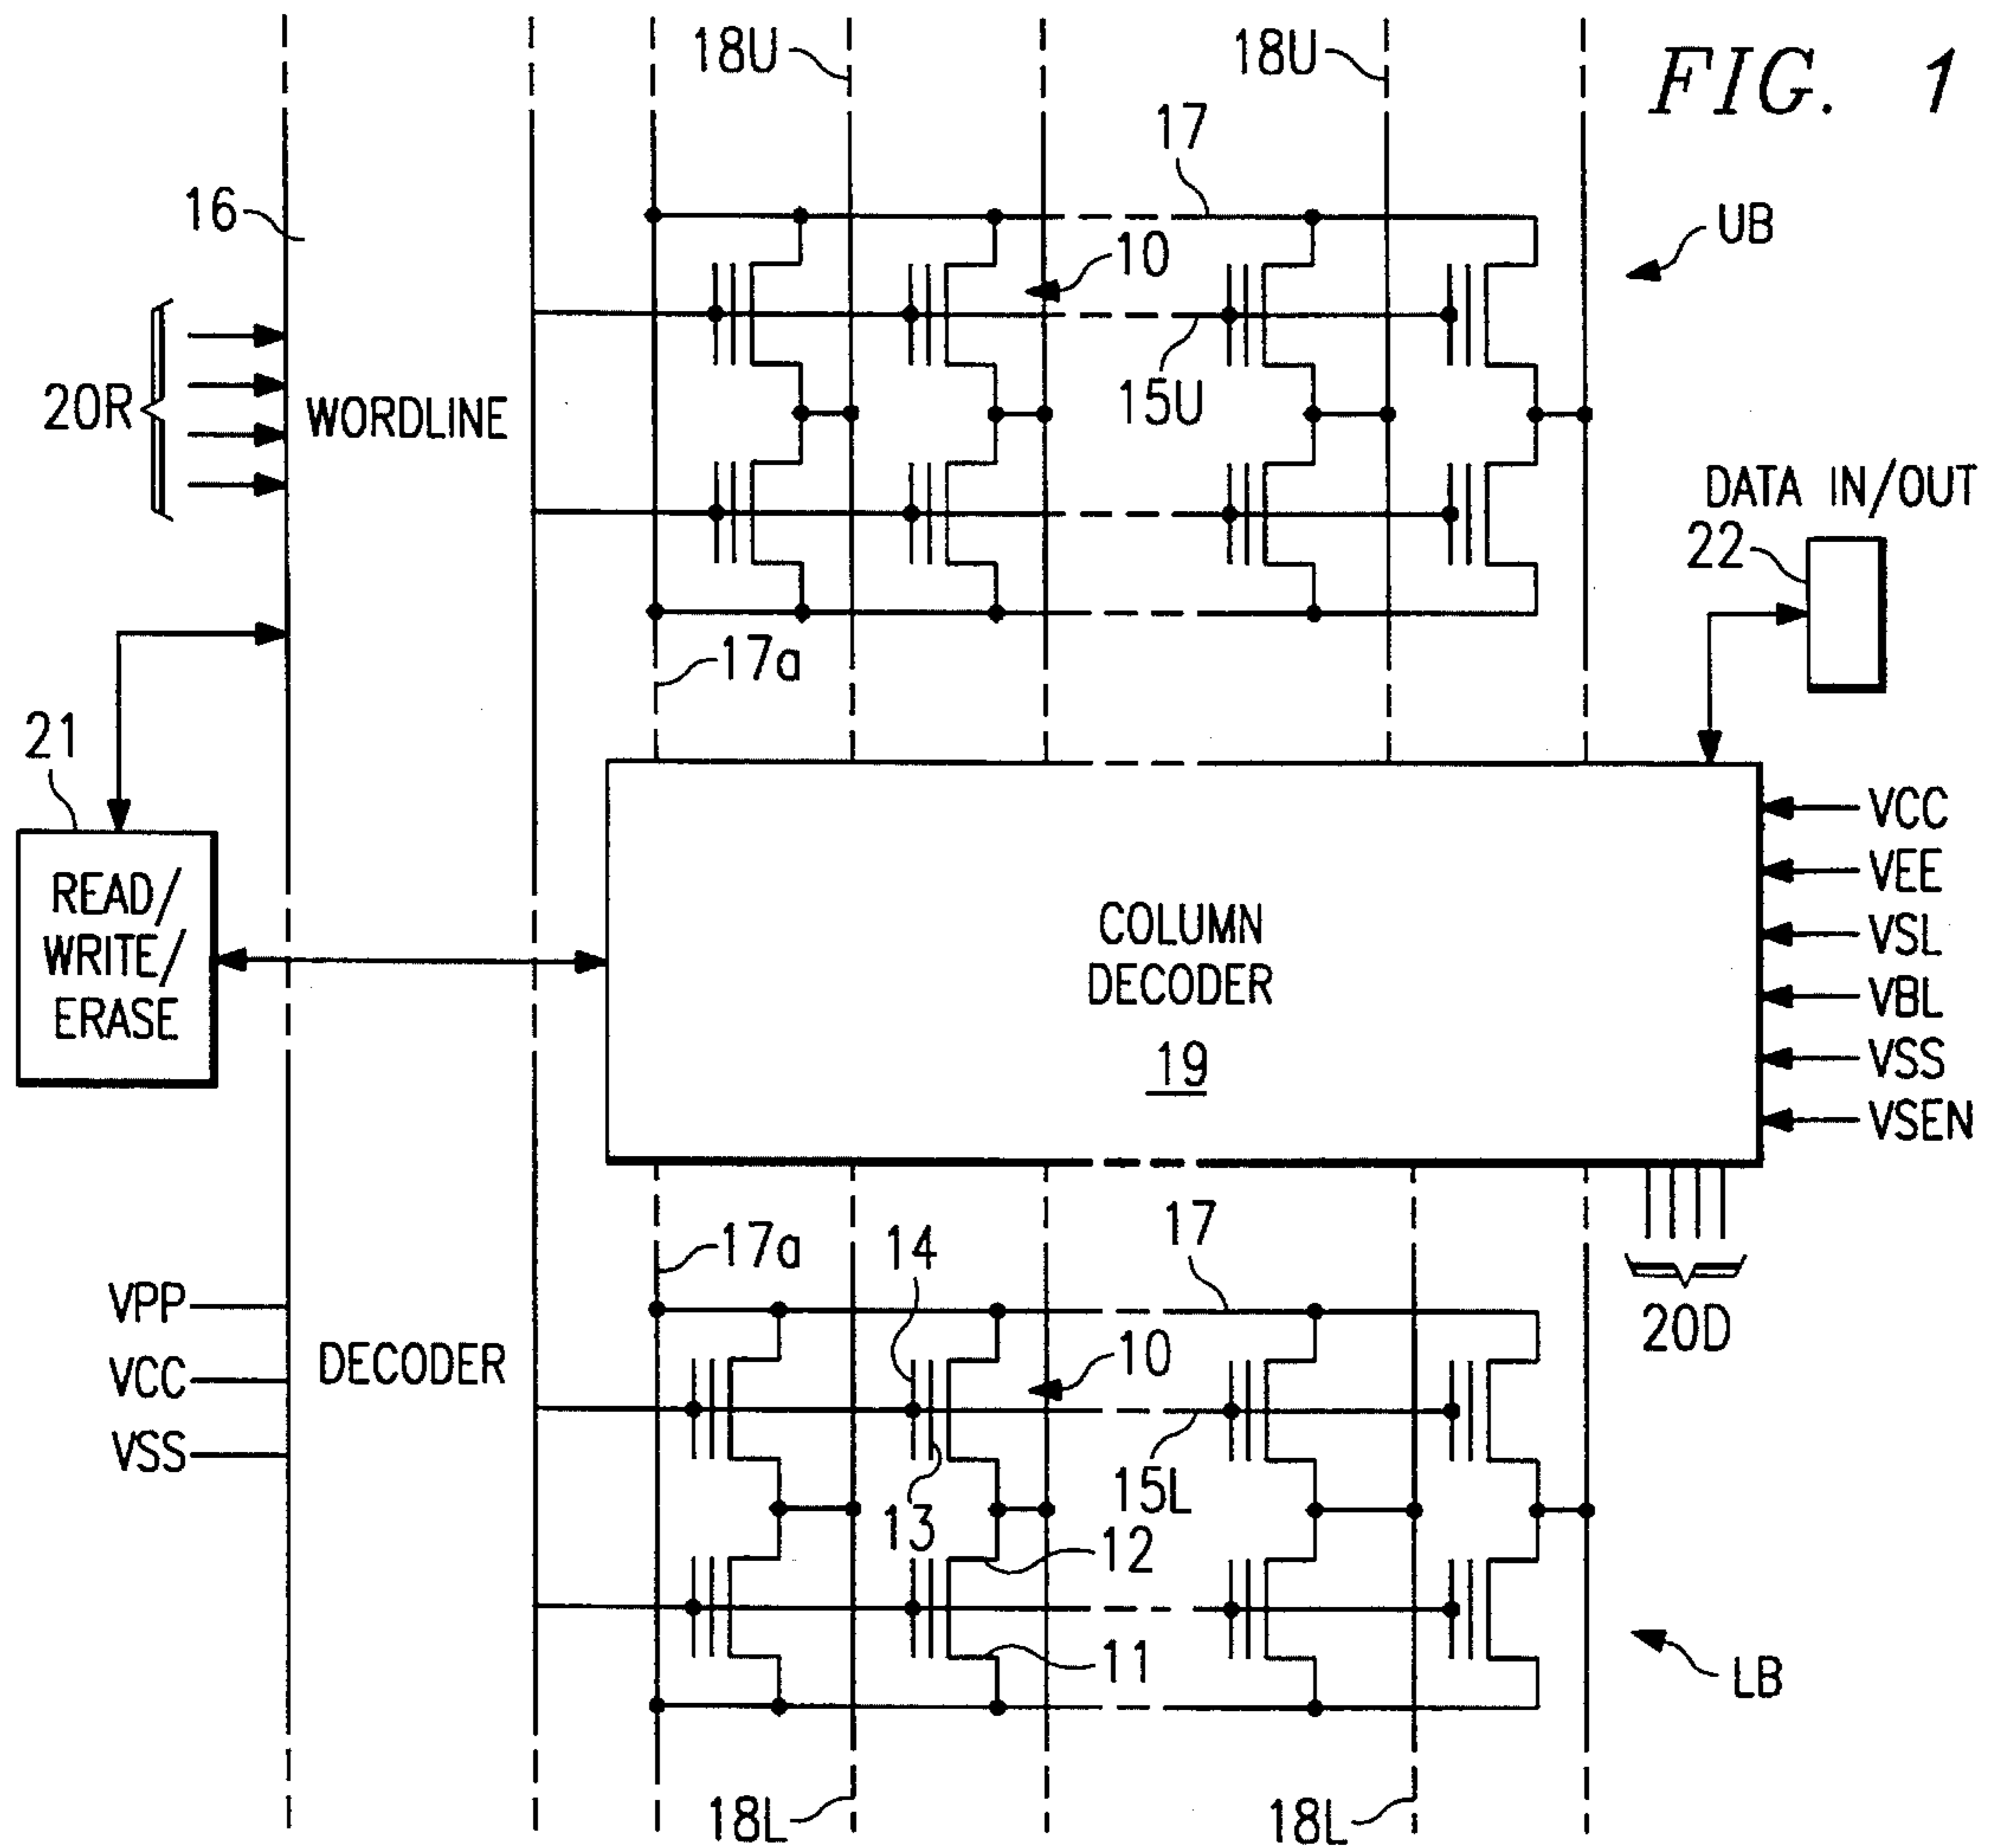 18U
18U
FIG. 1
17
16
UB
10
20R
WORDLINE
15U
DATA IN/OUT
22
17a
21
READ/
WRITE/
ERASE
COLUMN
DECODER
19
VCC
VEE
VSL
VBL
VSS
VSEN
17a
14
17
20D
VPP
VCC
VSS
DECODER
10
13
15L
12
11
LB
18L
18L